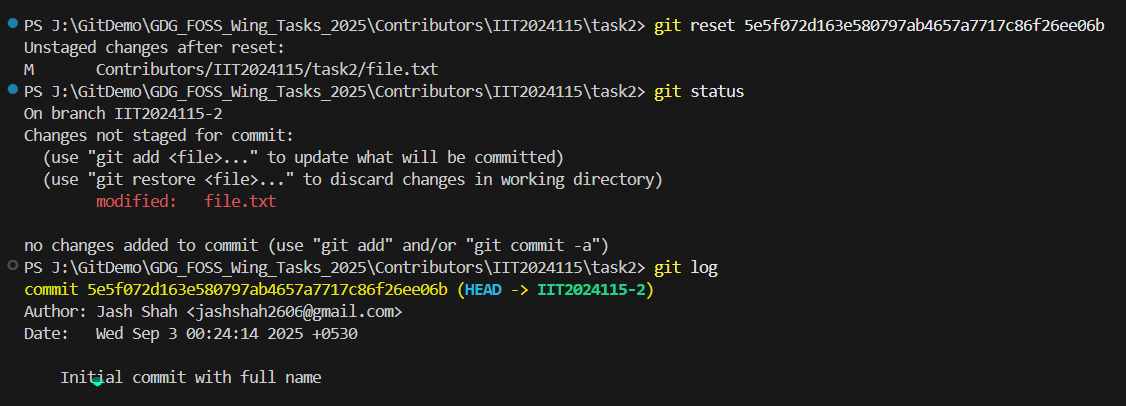 PS J:\GitDemo\GDG_FOSS_Wing_Tasks_2025\Contributors\IIT2024115\task2> git reset 5e5f072d163e580797ab4657a7717c86f26ee06b
Unstaged changes after reset:
M       Contributors/IIT2024115/task2/file.txt
PS J:\GitDemo\GDG_FOSS_Wing_Tasks_2025\Contributors\IIT2024115\task2> git status
On branch IIT2024115-2
Changes not staged for commit:
  (use "git add <file>..." to update what will be committed)
  (use "git restore <file>..." to discard changes in working directory)
        modified:   file.txt
no changes added to commit (use "git add" and/or "git commit -a")
PS J:\GitDemo\GDG_FOSS_Wing_Tasks_2025\Contributors\IIT2024115\task2> git log
commit 5e5f072d163e580797ab4657a7717c86f26ee06b (HEAD -> IIT2024115-2)
Author: Jash Shah <jashshah2606@gmail.com>
Date:   Wed Sep 3 00:24:14 2025 +0530
    Initial commit with full name